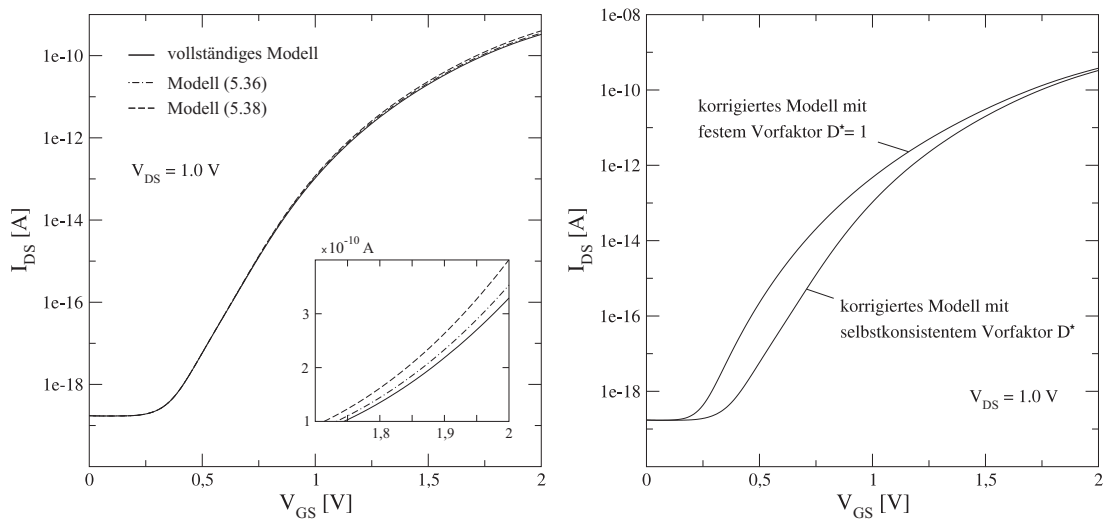 1e-10
1e-12
1e-14
1e-16
1e-18
I_DS [A]
vollständiges Modell
Modell (5.36)
Modell (5.38)
V_DS = 1.0 V
×10^-10 A
3
2
1
1,8
1,9
2
0
0,5
1
1,5
2
V_GS [V]
1e-08
1e-10
1e-12
1e-14
1e-16
1e-18
I_DS [A]
korrigiertes Modell mit
festem Vorfaktor D*= 1
korrigiertes Modell mit
selbstkonsistentem Vorfaktor D*
V_DS = 1.0 V
0
0,5
1
1,5
2
V_GS [V]